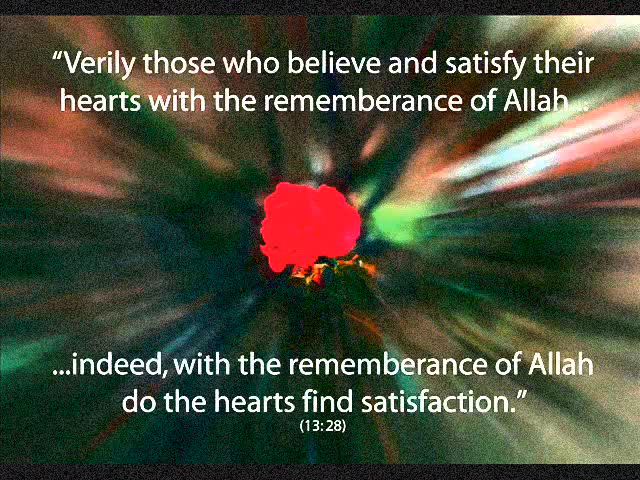 “Verily those who believe and satisfy their
hearts with the rememberance of Allah...
...indeed, with the rememberance of Allah
do the hearts find satisfaction.”
(13:28)